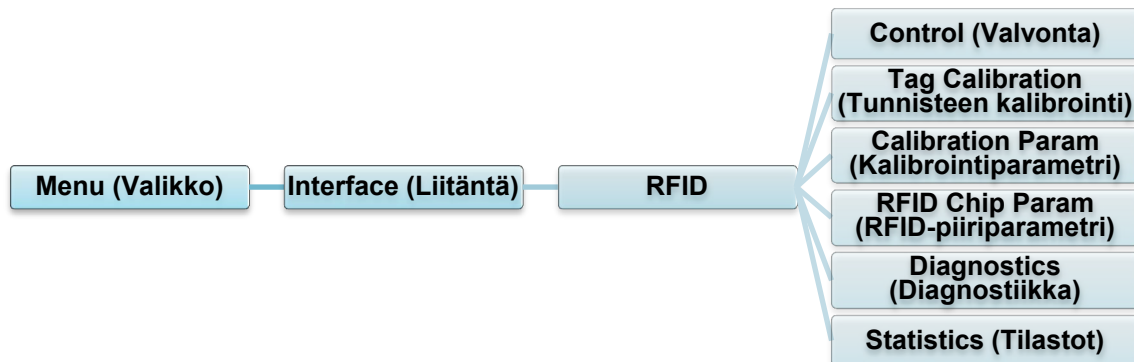 Menu (Valikko)
Interface (Liitäntä)
RFID
Control (Valvonta)
Tag Calibration
(Tunnisteen kalibrointi)
Calibration Param
(Kalibrointiparametri)
RFID Chip Param
(RFID-piiriparametri)
Diagnostics
(Diagnostiikka)
Statistics (Tilastot)